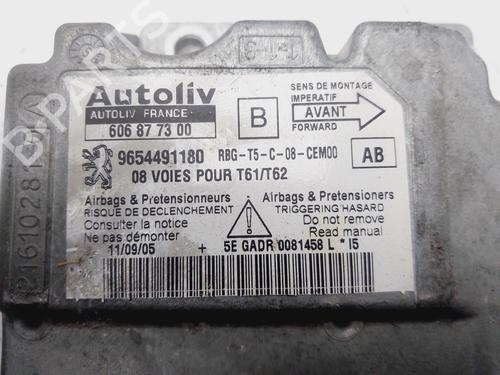 Autoliv
AUTOLIV FRANCE
606 87 73 00
B
SENS DE MONTAGE
IMPERATIF
AVANT
FORWARD
9654491180 RBG-T5-C-08-CEM00 AB
08 VOIES POUR T61/T62
Airbags & Pretensionneurs
RISQUE DE DECLENCHEMENT
Consulter la notice
Ne pas démonter
Airbags & Pretensioners
TRIGGERING HASARD
Do not remove
Read manual
11/09/05 + 5E GADR 0081458 L * I5
B-PARTS